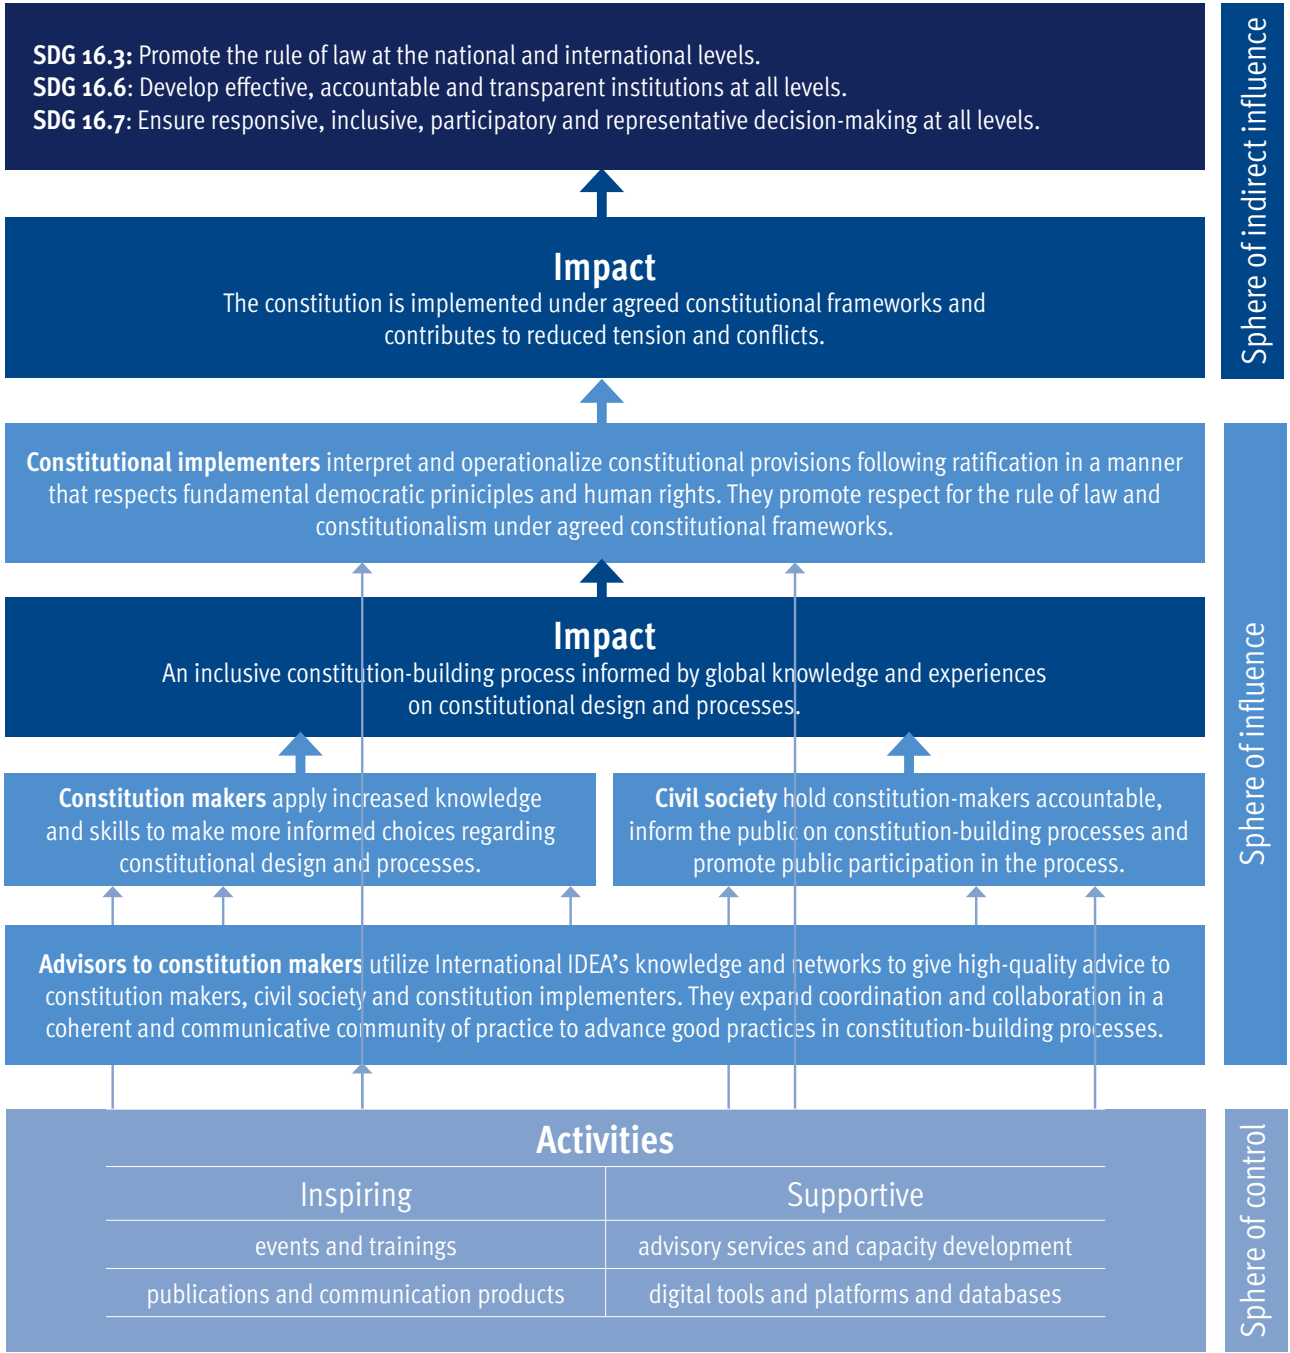 SDG 16.3: Promote the rule of law at the national and international levels.
SDG 16.6: Develop effective, accountable and transparent institutions at all levels.
SDG 16.7: Ensure responsive, inclusive, participatory and representative decision-making at all levels.
Sphere of indirect influence
Impact
The constitution is implemented under agreed constitutional frameworks and
contributes to reduced tension and conflicts.
Constitutional implementers interpret and operationalize constitutional provisions following ratification in a manner
that respects fundamental democratic priniciples and human rights. They promote respect for the rule of law and
constitutionalism under agreed constitutional frameworks.
Sphere of influence
Impact
An inclusive constitution-building process informed by global knowledge and experiences
on constitutional design and processes.
Constitution makers apply increased knowledge
and skills to make more informed choices regarding
constitutional design and processes.
Civil society hold constitution-makers accountable,
inform the public on constitution-building processes and
promote public participation in the process.
Advisors to constitution makers utilize International IDEA's knowledge and networks to give high-quality advice to
constitution makers, civil society and constitution implementers. They expand coordination and collaboration in a
coherent and communicative community of practice to advance good practices in constitution-building processes.
Activities
Inspiring
Supportive
events and trainings
advisory services and capacity development
publications and communication products
digital tools and platforms and databases
Sphere of control